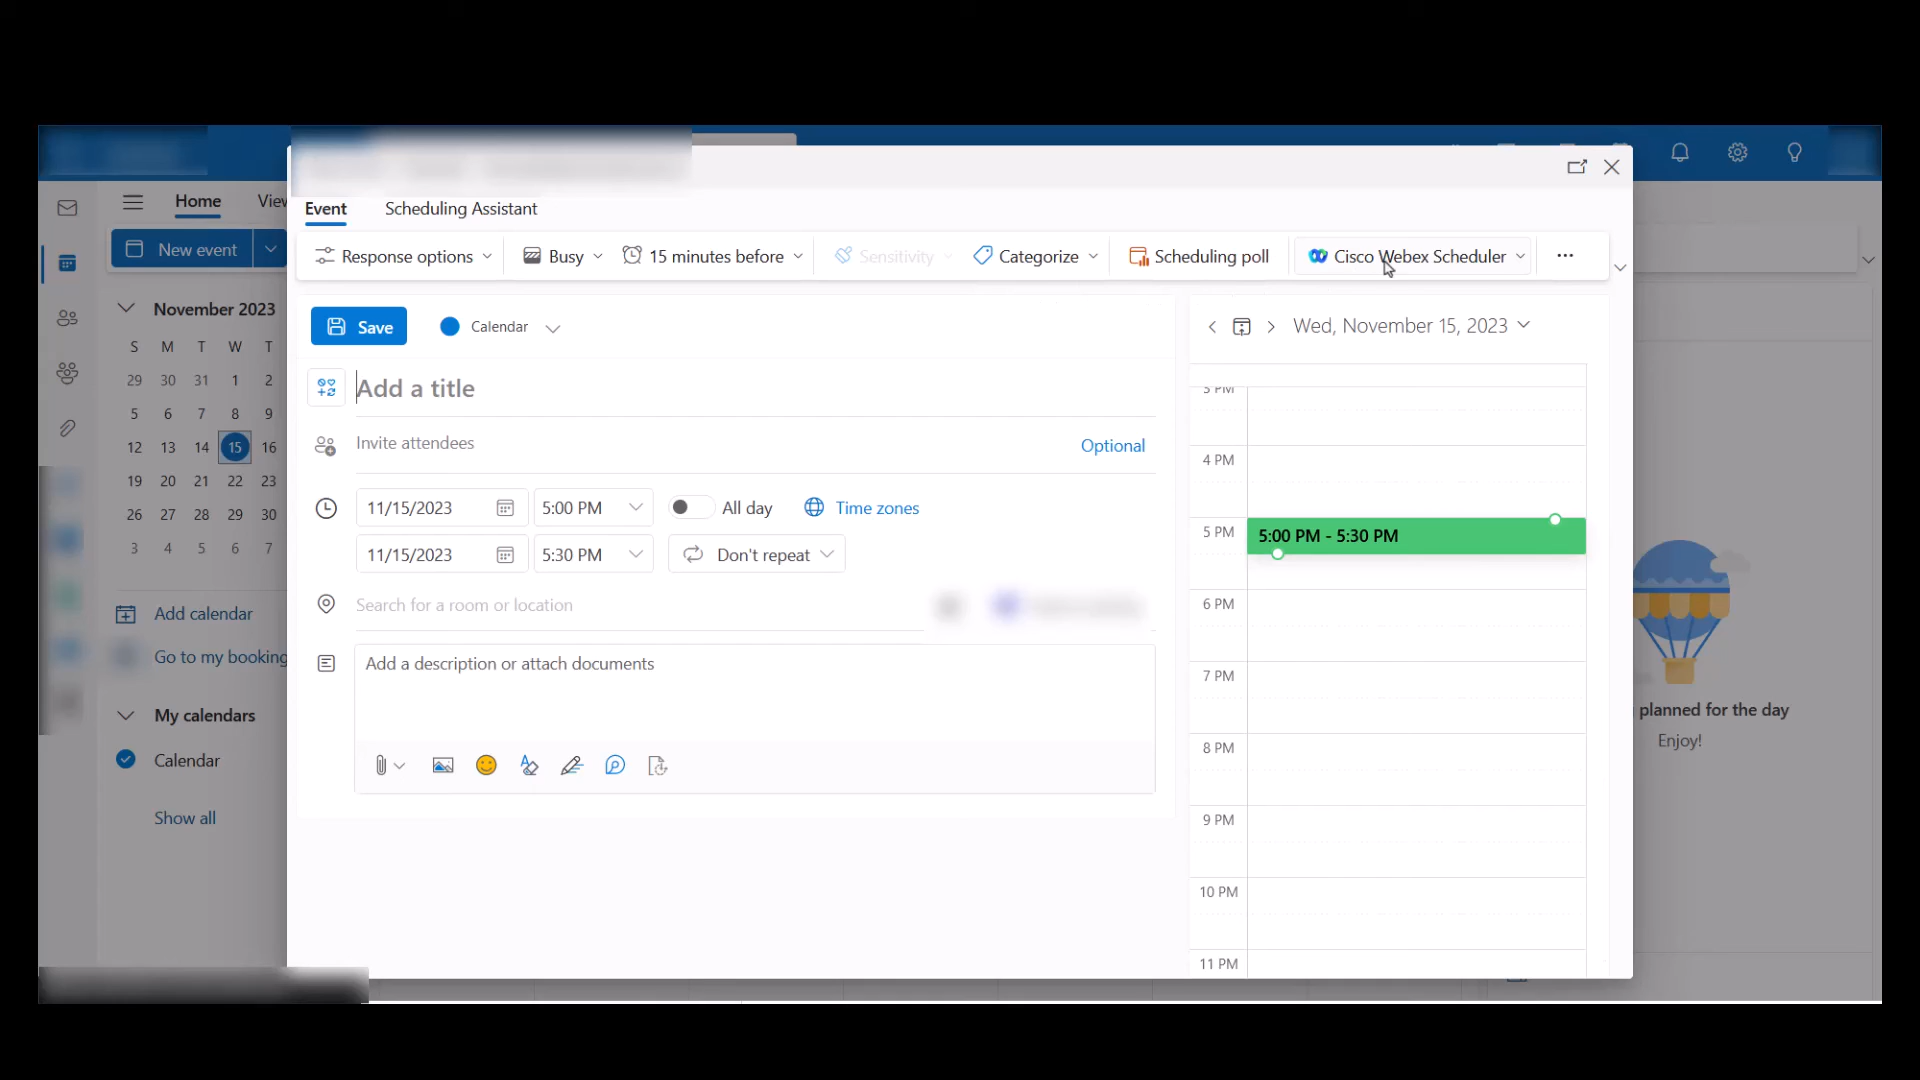 Home
View
New event
November 2023
S M T W T
29 30 31 1 2
5 6 7 8 9
12 13 14 15 16
19 20 21 22 23
26 27 28 29 30
3 4 5 6 7
Add calendar
Go to my booking
My calendars
Calendar
Show all
Event
Scheduling Assistant
Response options
Busy
15 minutes before
Sensitivity
Categorize
Scheduling poll
Cisco Webex Scheduler
Save
Calendar
Add a title
Invite attendees
Optional
11/15/2023
5:00 PM
All day
Time zones
11/15/2023
5:30 PM
Don't repeat
Search for a room or location
Add a description or attach documents
Wed, November 15, 2023
3 PM
4 PM
5 PM
5:00 PM - 5:30 PM
6 PM
7 PM
8 PM
9 PM
10 PM
11 PM
planned for the day
Enjoy!